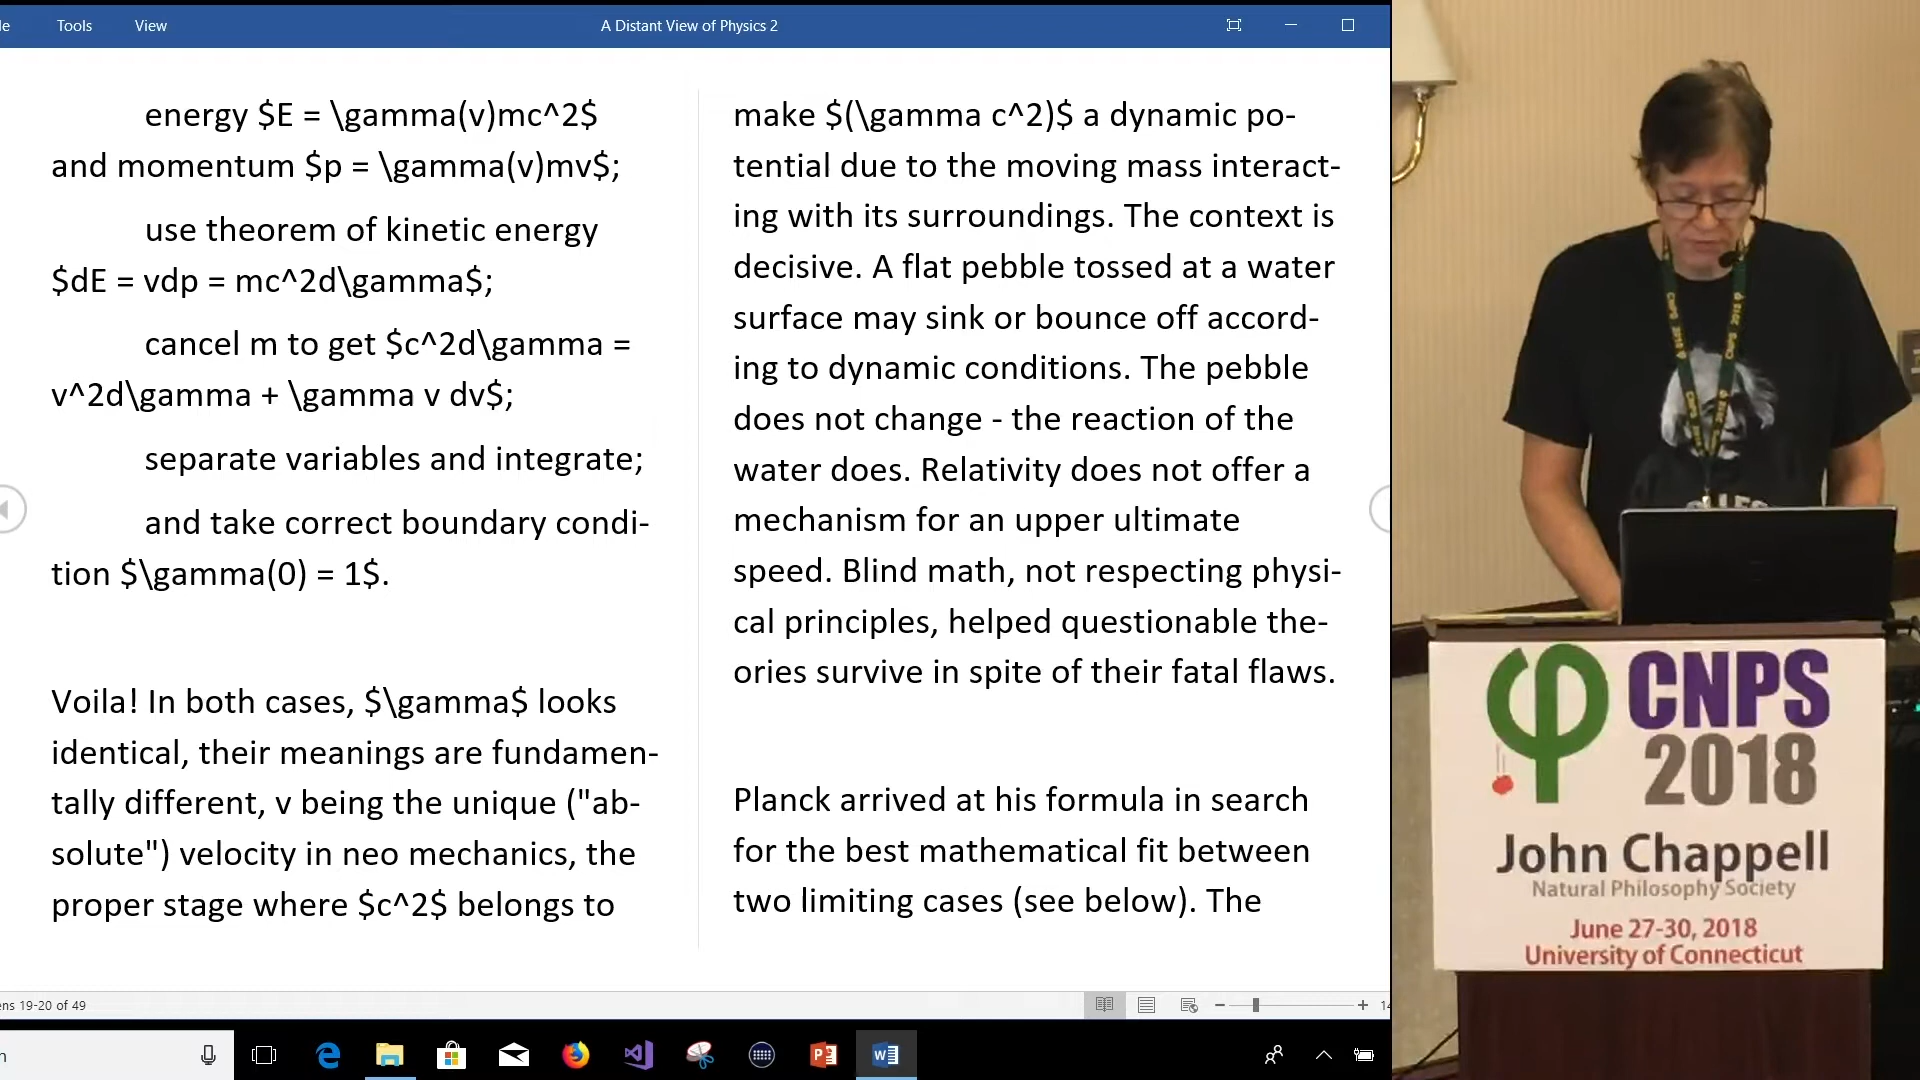 le Tools View A Distant View of Physics 2
energy $E = \gamma(v)mc^2$
and momentum $p = \gamma(v)mv$;
use theorem of kinetic energy
$dE = vdp = mc^2d\gamma$;
cancel m to get $c^2d\gamma =
v^2d\gamma + \gamma v dv$;
separate variables and integrate;
and take correct boundary condi-
tion $\gamma(0) = 1$.
Voila! In both cases, $\gamma$ looks
identical, their meanings are fundamen-
tally different, v being the unique ("ab-
solute") velocity in neo mechanics, the
proper stage where $c^2$ belongs to
make $(\gamma c^2)$ a dynamic po-
tential due to the moving mass interact-
ing with its surroundings. The context is
decisive. A flat pebble tossed at a water
surface may sink or bounce off accord-
ing to dynamic conditions. The pebble
does not change - the reaction of the
water does. Relativity does not offer a
mechanism for an upper ultimate
speed. Blind math, not respecting physi-
cal principles, helped questionable the-
ories survive in spite of their fatal flaws.
Planck arrived at his formula in search
for the best mathematical fit between
two limiting cases (see below). The
ens 19-20 of 49
CNPS
2018
John Chappell
Natural Philosophy Society
June 27-30, 2018
University of Connecticut